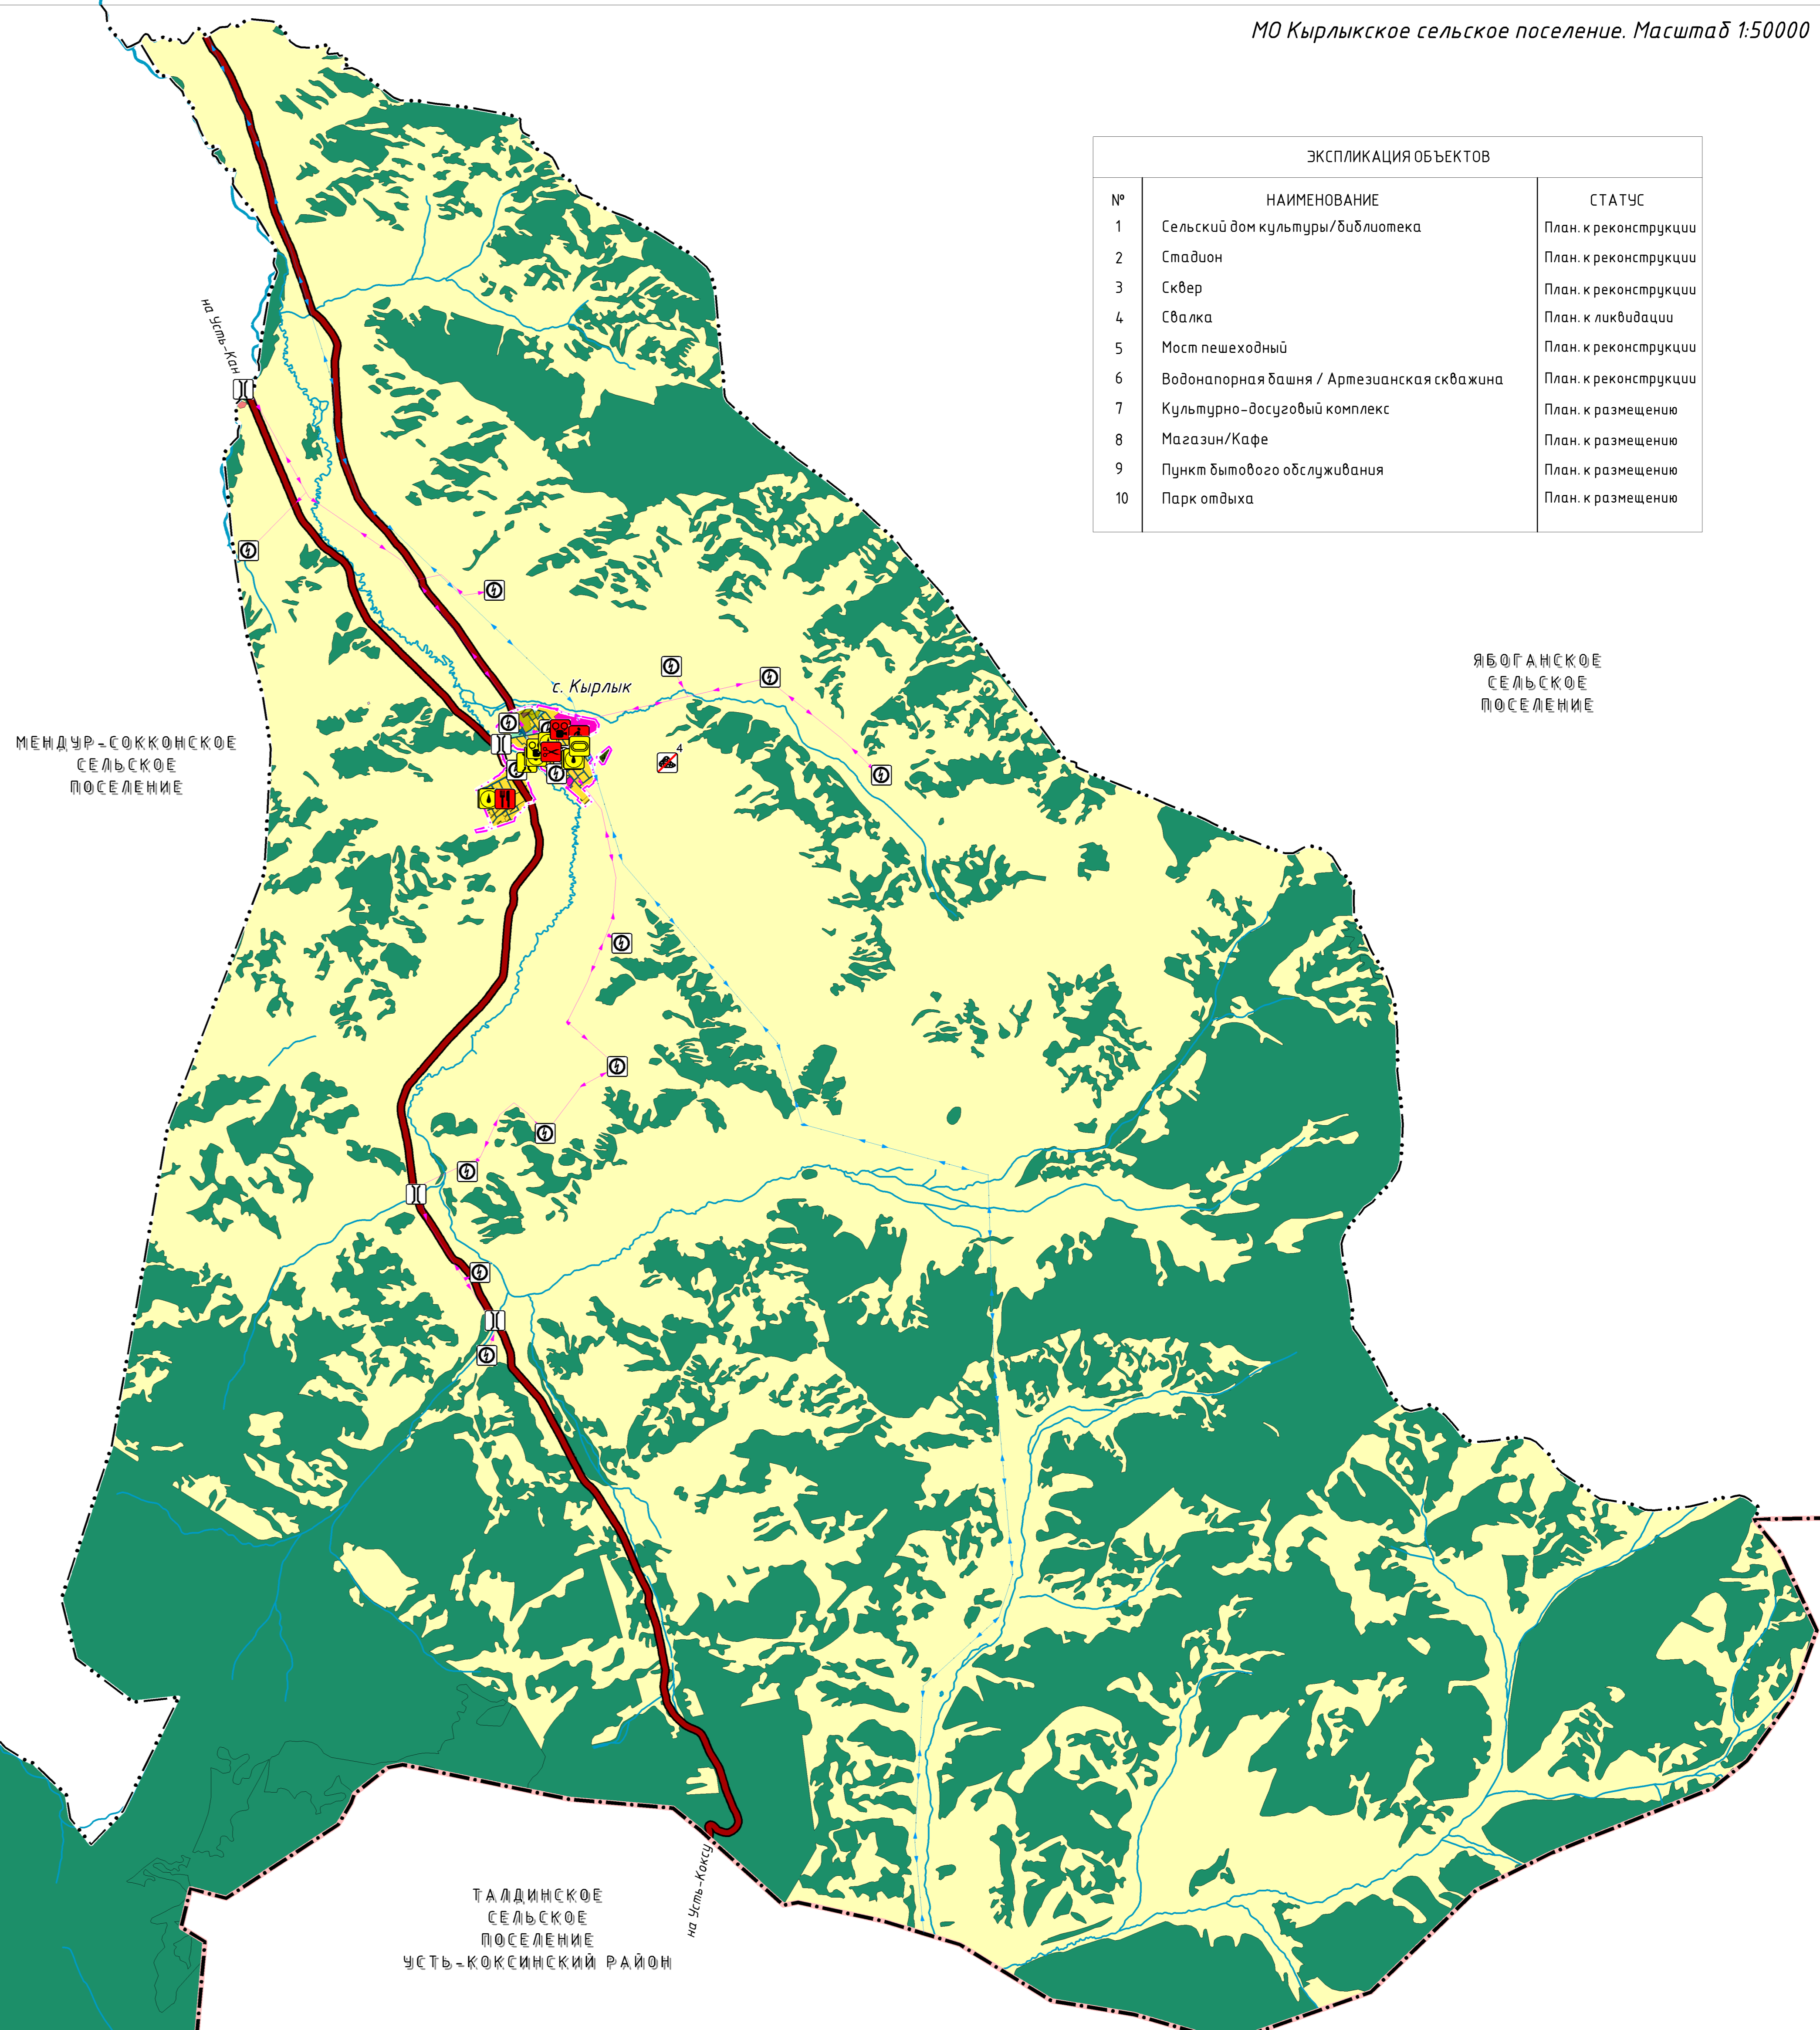 МО Кырлыкское сельское поселение. Масштаб 1:50000
ЭКСПЛИКАЦИЯ ОБЪЕКТОВ
№ НАИМЕНОВАНИЕ СТАТУС
1 Сельский дом культуры/библиотека План. к реконструкции
2 Стадион План. к реконструкции
3 Сквер План. к реконструкции
4 Свалка План. к ликвидации
5 Мост пешеходный План. к реконструкции
6 Водонапорная башня / Артезианская скважина План. к реконструкции
7 Культурно-досуговый комплекс План. к размещению
8 Магазин/Кафе План. к размещению
9 Пункт бытового обслуживания План. к размещению
10 Парк отдыха План. к размещению
на Усть-Кан
с. Кырлык
4
ЯБОГАНСКОЕ
СЕЛЬСКОЕ
ПОСЕЛЕНИЕ
МЕНДУР-СОККОНСКОЕ
СЕЛЬСКОЕ
ПОСЕЛЕНИЕ
на Усть-Коксу
ТАЛДИНСКОЕ
СЕЛЬСКОЕ
ПОСЕЛЕНИЕ
УСТЬ-КОКСИНСКИЙ РАЙОН